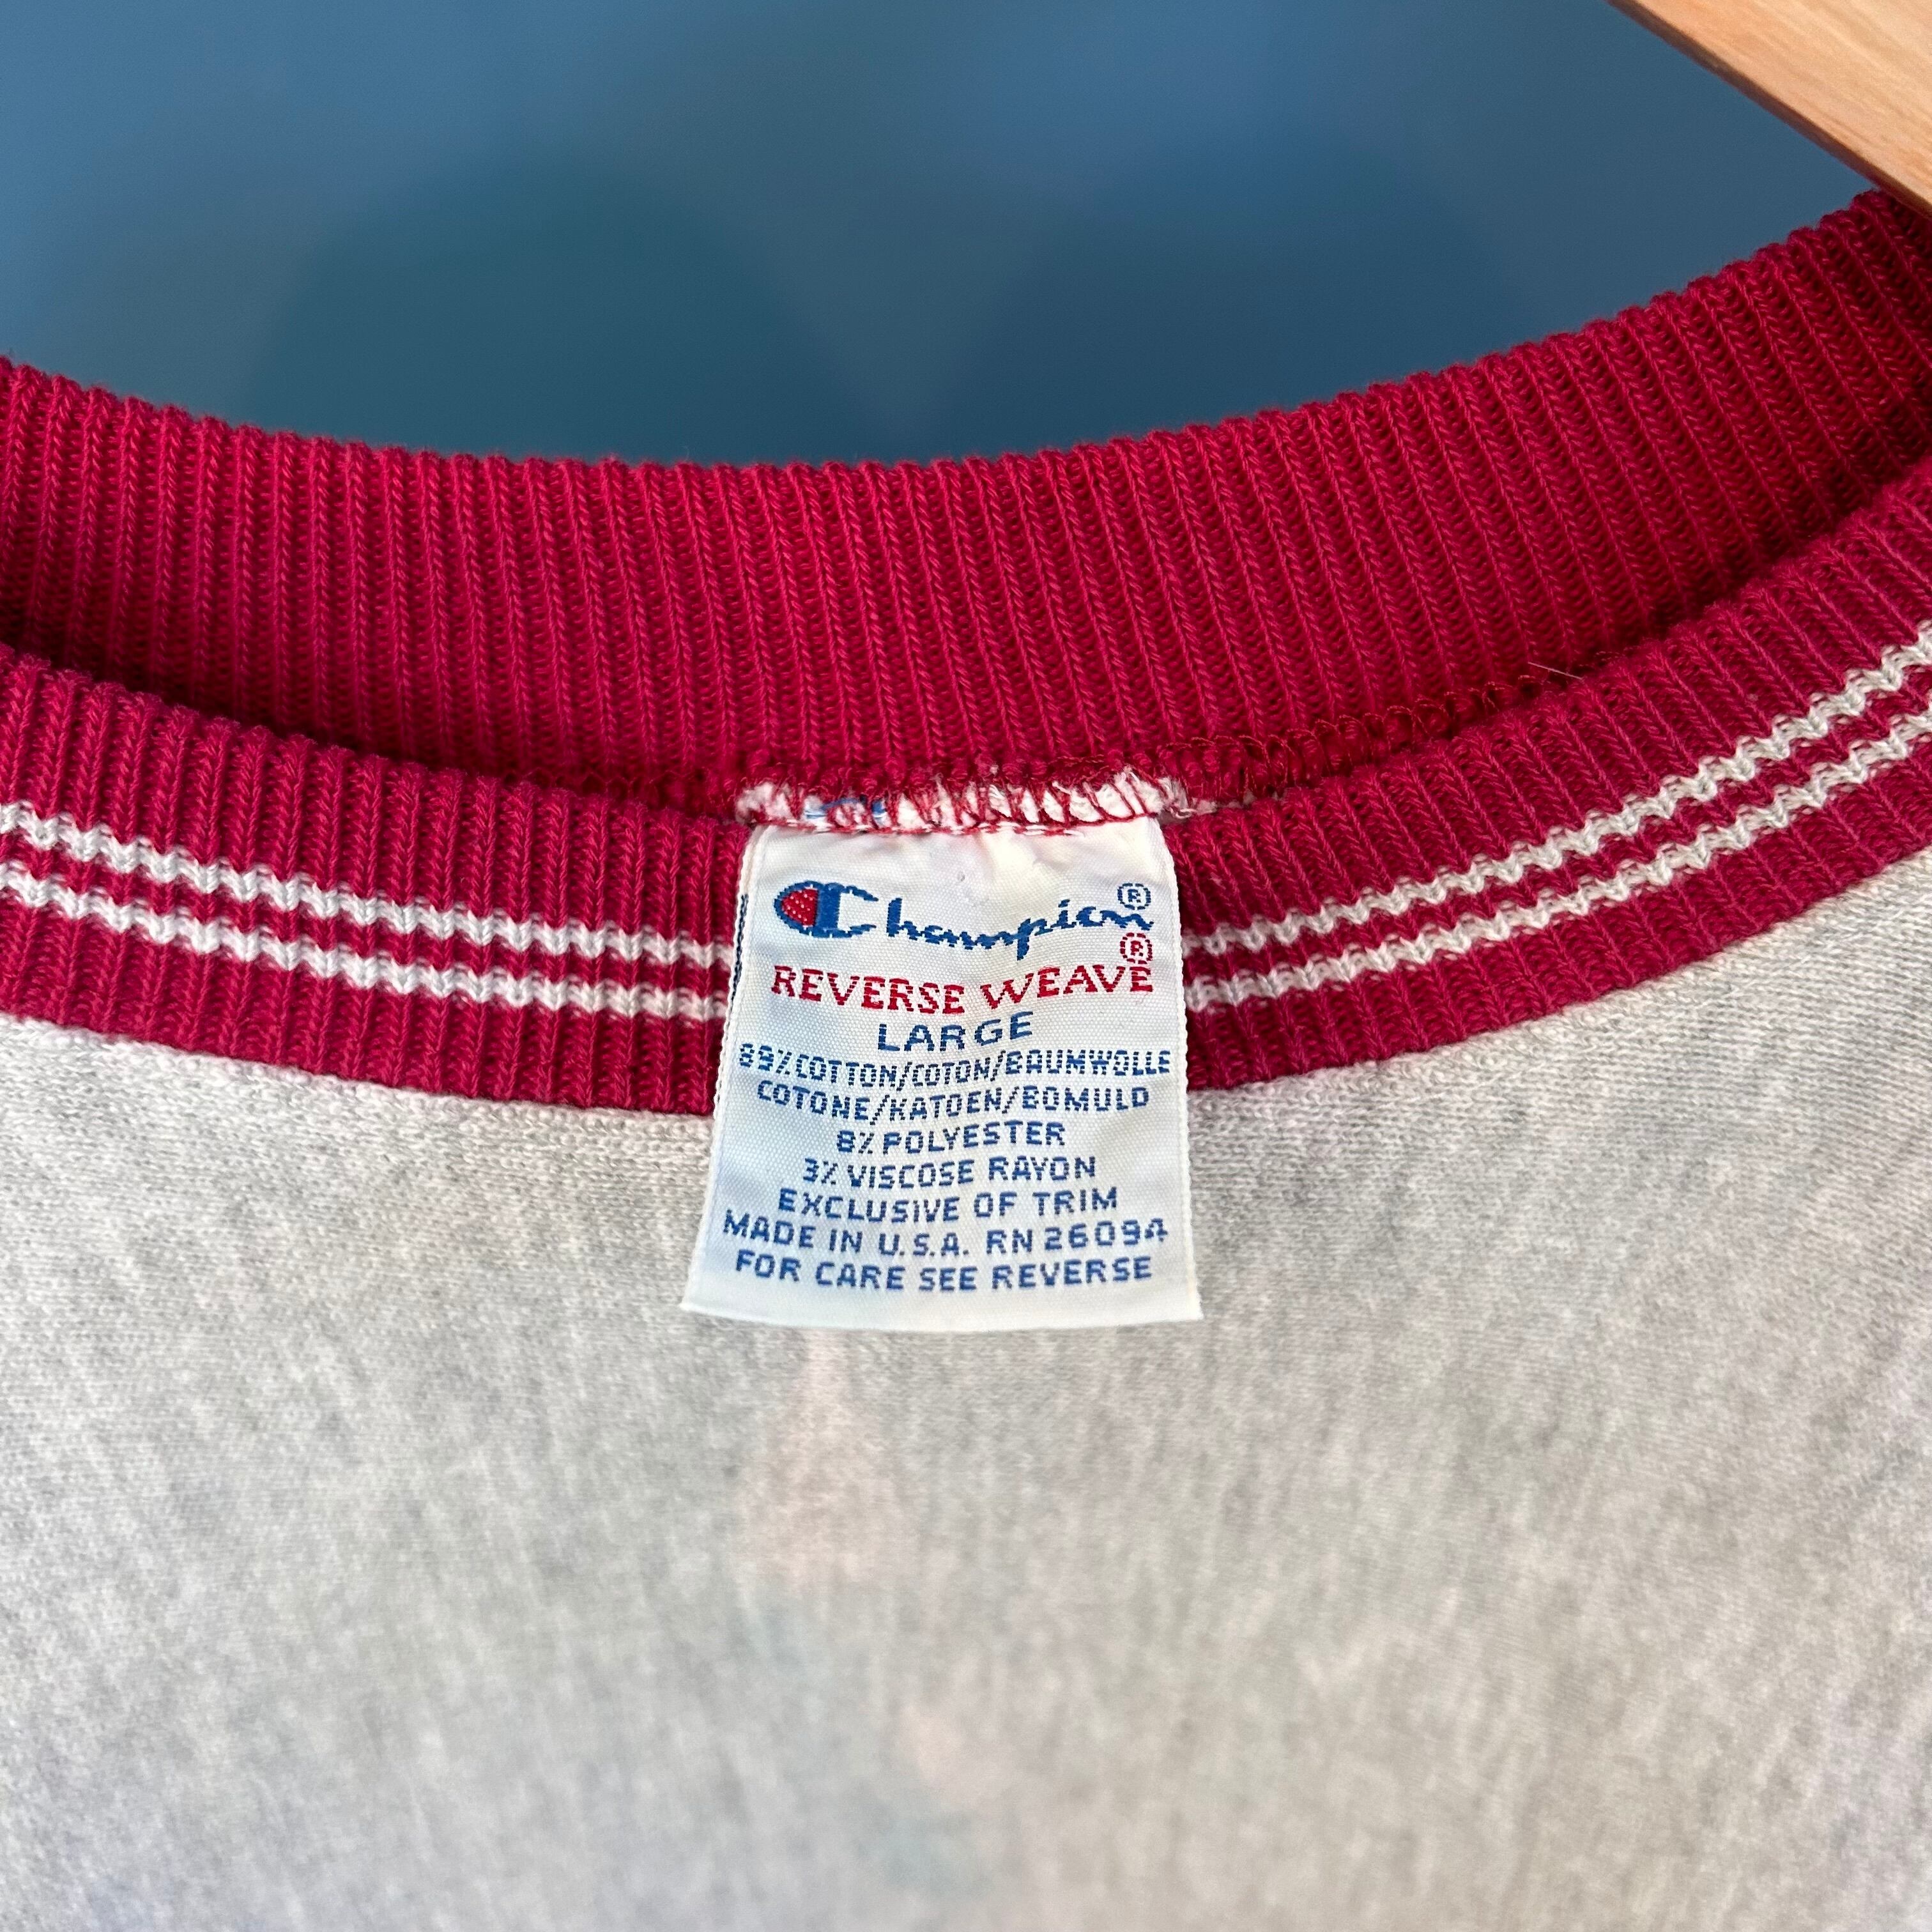 Champion®
REVERSE WEAVE®
LARGE
89% COTTON/COTON/BAUMWOLLE
COTONE/KATOEN/BOMULD
8% POLYESTER
3% VISCOSE RAYON
EXCLUSIVE OF TRIM
MADE IN U.S.A. RN 26094
FOR CARE SEE REVERSE